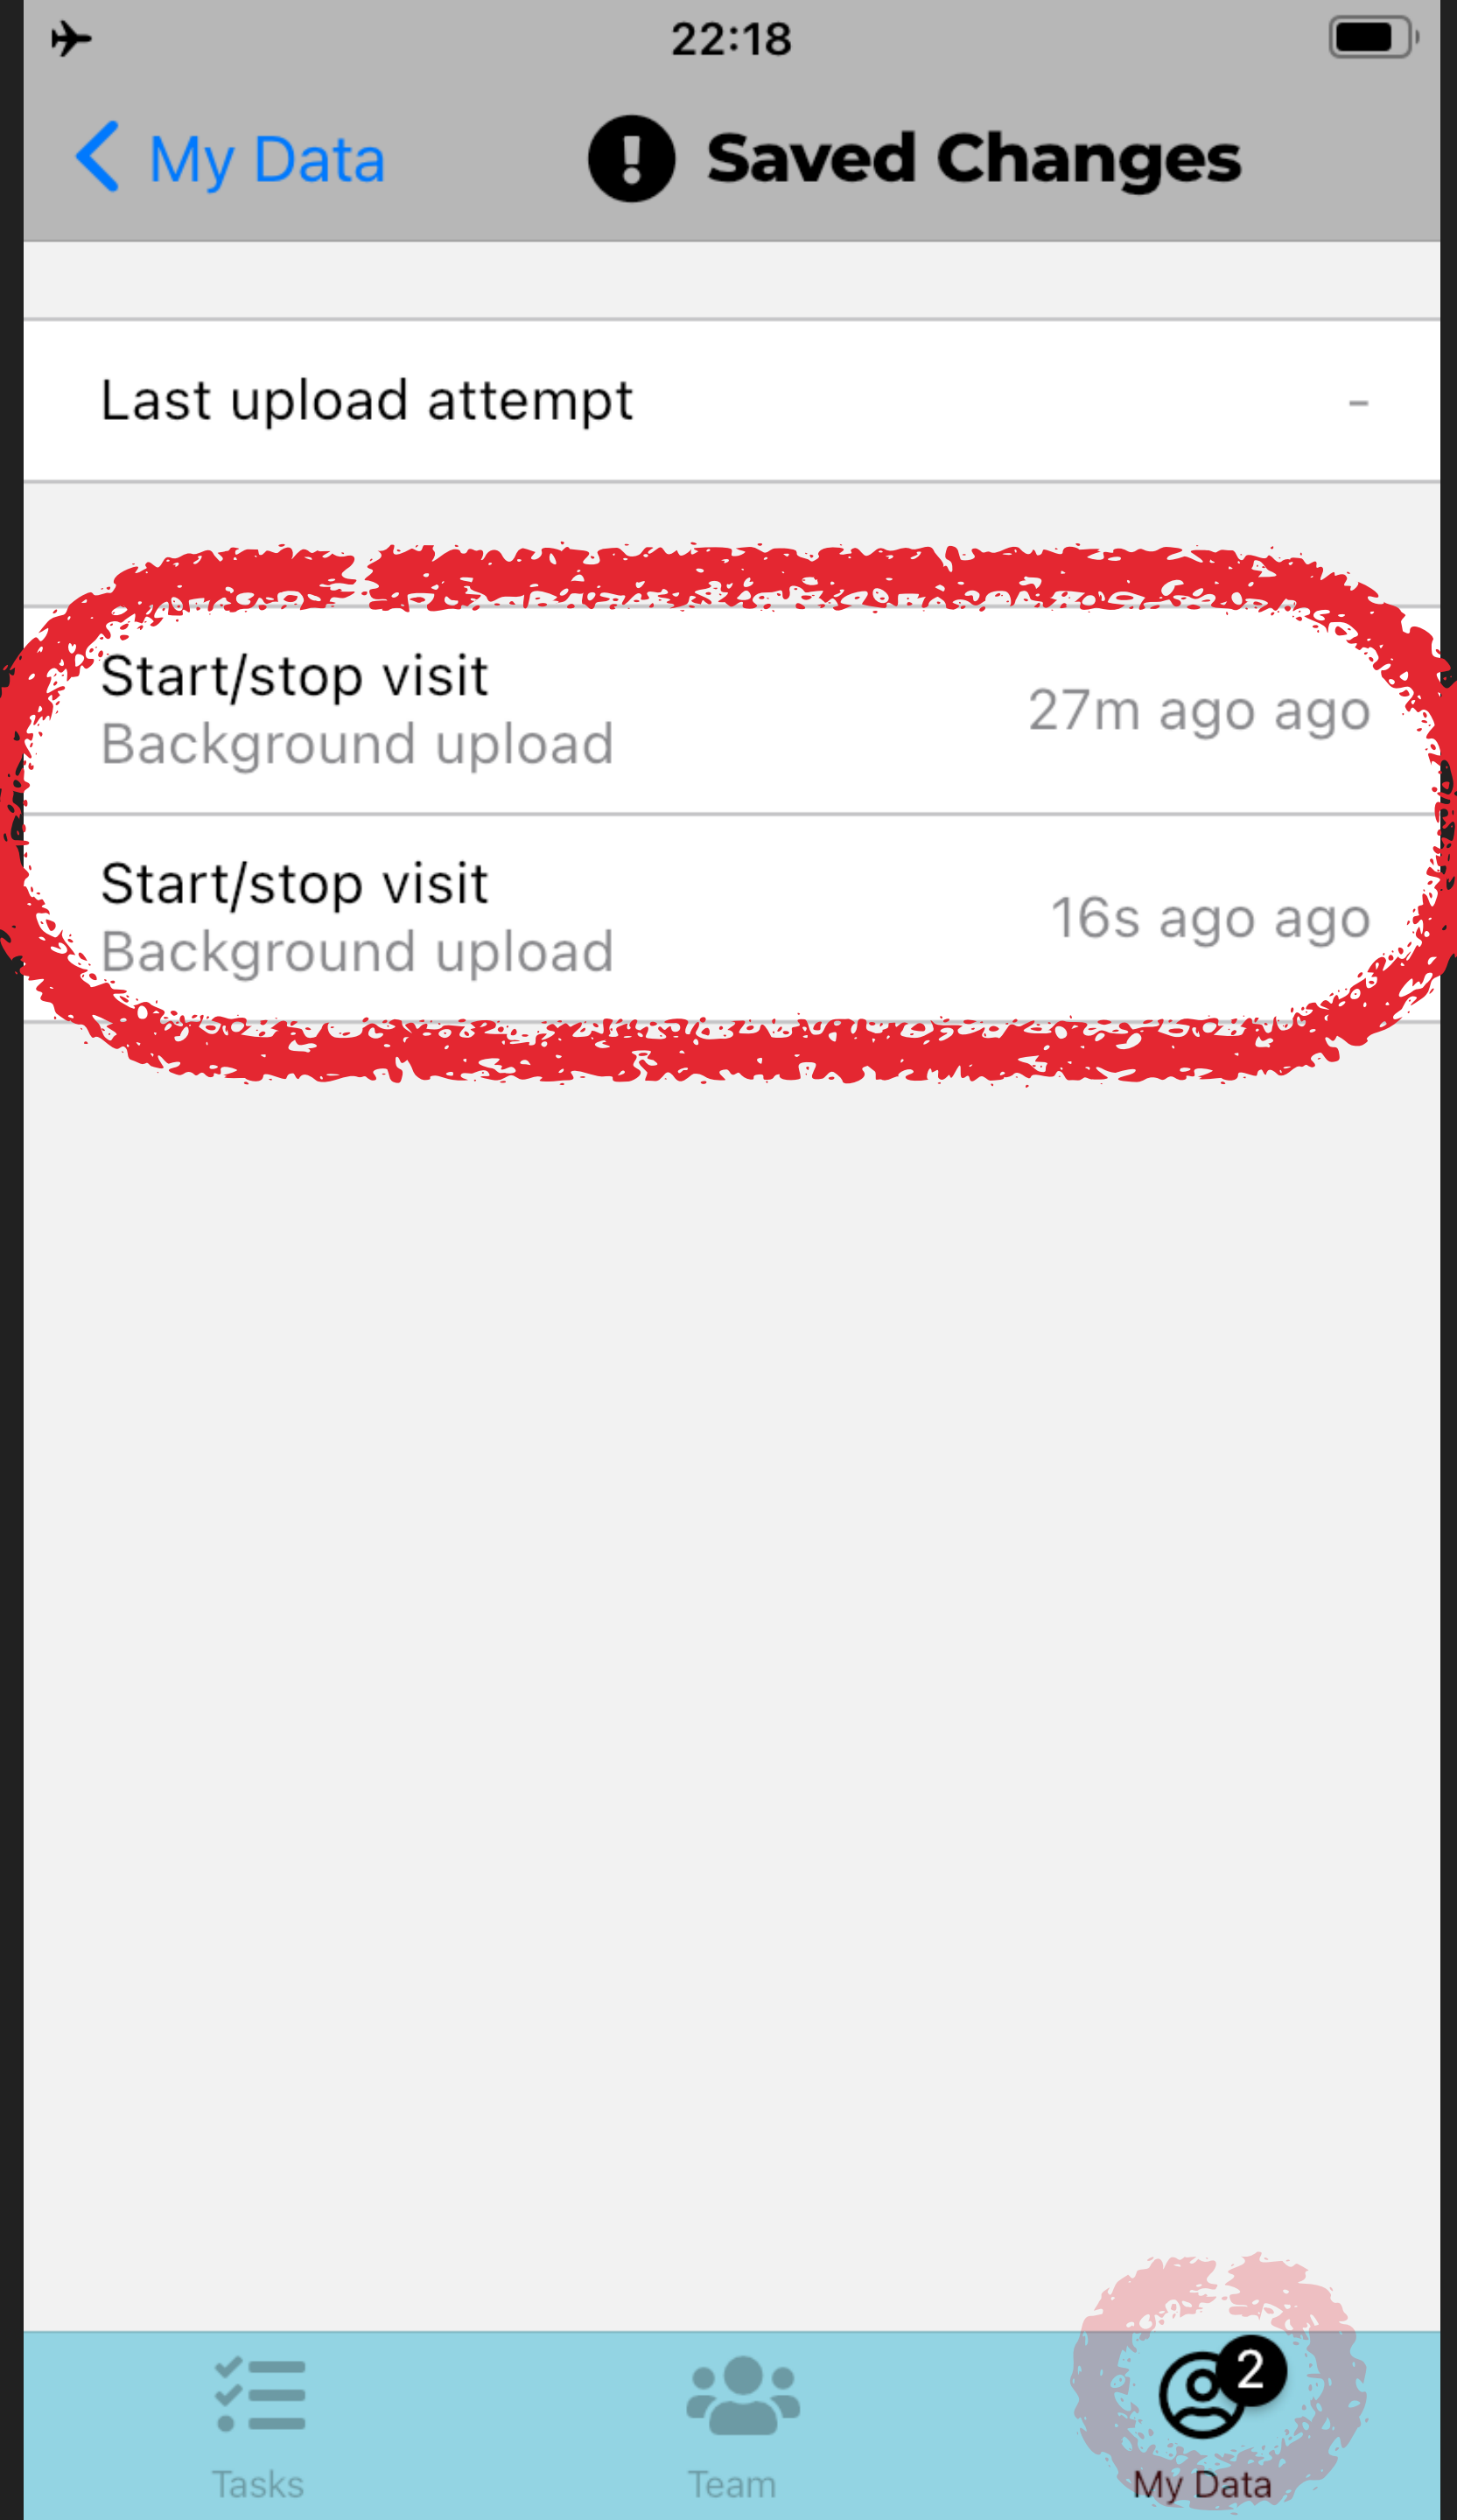 22:18
My Data
Saved Changes
Last upload attempt -
Start/stop visit
Background upload
27m ago ago
Start/stop visit
Background upload
16s ago ago
2
Tasks
Team
My Data